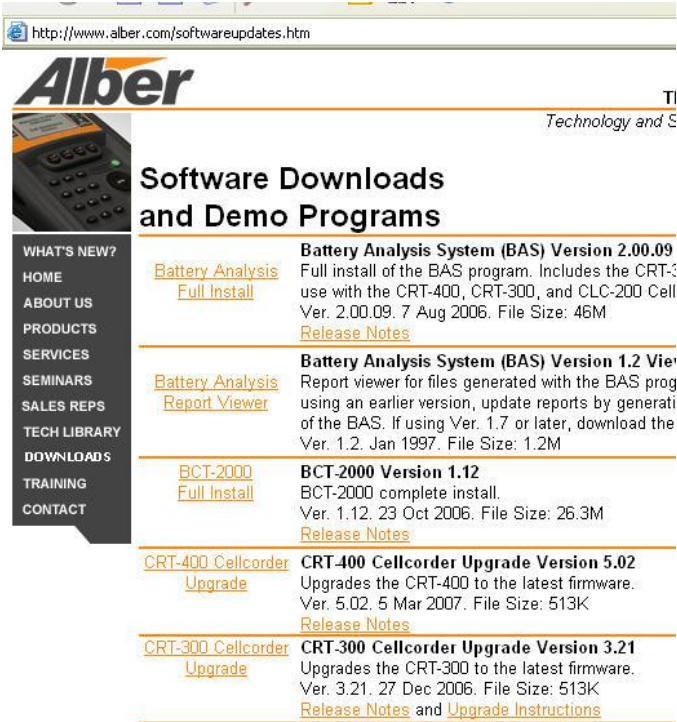 http://www.alber.com/softwareupdates.htm
Alber
Technology and
Software Downloads
and Demo Programs
WHAT'S NEW?
HOME
ABOUT US
PRODUCTS
SERVICES
SEMINARS
SALES REPS
TECH LIBRARY
DOWNLOADS
TRAINING
CONTACT
Battery Analysis
Full Install
Battery Analysis System (BAS) Version 2.00.09
Full install of the BAS program. Includes the
use with the CRT-400, CRT-300, and CLC-200 Cell
Ver. 2.00.09. 7 Aug 2006. File Size: 46M
Release Notes
Battery Analysis
Report Viewer
Battery Analysis System (BAS) Version 1.2
Report viewer for files generated with the BAS
using an earlier version, update reports by
of the BAS. If using Ver. 1.7 or later, download the
Ver. 1.2. Jan 1997. File Size: 1.2M
BCT-2000
Full Install
BCT-2000 Version 1.12
BCT-2000 complete install.
Ver. 1.12. 23 Oct 2006. File Size: 26.3M
Release Notes
CRT-400 Cellcorder
Upgrade
CRT-400 Cellcorder Upgrade Version 5.02
Upgrades the CRT-400 to the latest firmware.
Ver. 5.02. 5 Mar 2007. File Size: 513K
Release Notes
CRT-300 Cellcorder
Upgrade
CRT-300 Cellcorder Upgrade Version 3.21
Upgrades the CRT-300 to the latest firmware.
Ver. 3.21. 27 Dec 2006. File Size: 513K
Release Notes and Upgrade Instructions